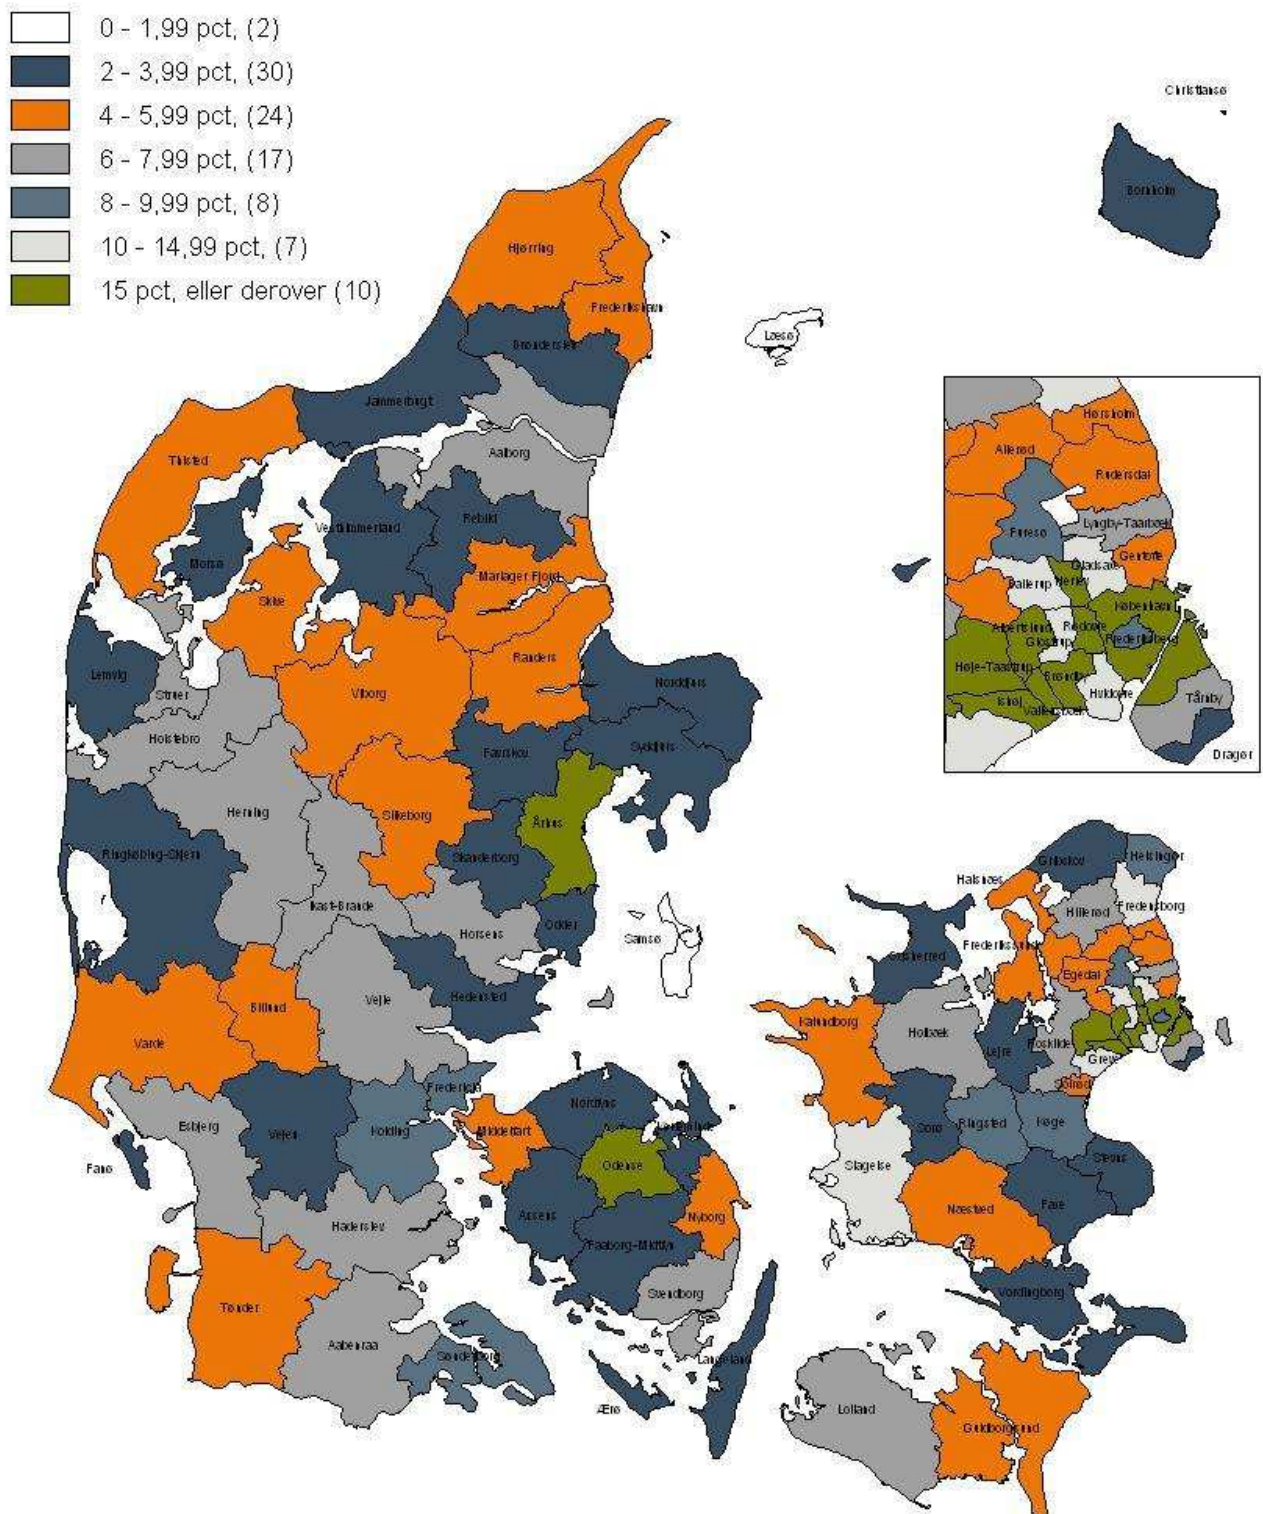 0 - 1,99 pct, (2)
2 - 3,99 pct, (30)
4 - 5,99 pct, (24)
6 - 7,99 pct, (17)
8 - 9,99 pct, (8)
10 - 14,99 pct, (7)
15 pct, eller derover (10)
Christiansø
Bornholm
Hjørring
Frederikshavn
Læsø
Brønderslev
Jammerbugt
Aalborg
Thisted
Vesthimmerland
Rebild
Morsø
Mariager Fjord
Skive
Randers
Lemvig
Struer
Viborg
Norddjurs
Holstebro
Favrskov
Syddjurs
Herning
Silkeborg
Århus
Ringkøbing-Skjern
Skanderborg
Ikast-Brande
Horsens
Odder
Samsø
Hedensted
Vejle
Billund
Varde
Fredericia
Esbjerg
Vejen
Kolding
Middelfart
Nordfyns
Kerteminde
Fanø
Odense
Assens
Nyborg
Haderslev
Faaborg-Midtfyn
Svendborg
Tønder
Aabenraa
Sønderborg
Langeland
Ærø
Hørsholm
Allerød
Rudersdal
Furesø
Lyngby-Taarbæk
Gentofte
Gladsaxe
Ballerup
Herlev
København
Albertslund
Rødovre
Glostrup
Frederiksberg
Høje-Taastrup
Brøndby
Ishøj
Hvidovre
Vallensbæk
Tårnby
Dragør
Gribskov
Helsingør
Halsnæs
Hillerød
Fredensborg
Frederikssund
Odsherred
Egedal
Kalundborg
Holbæk
Lejre
Roskilde
Greve
Solrød
Sorø
Ringsted
Køge
Slagelse
Stevns
Næstved
Faxe
Vordingborg
Lolland
Guldborgsund